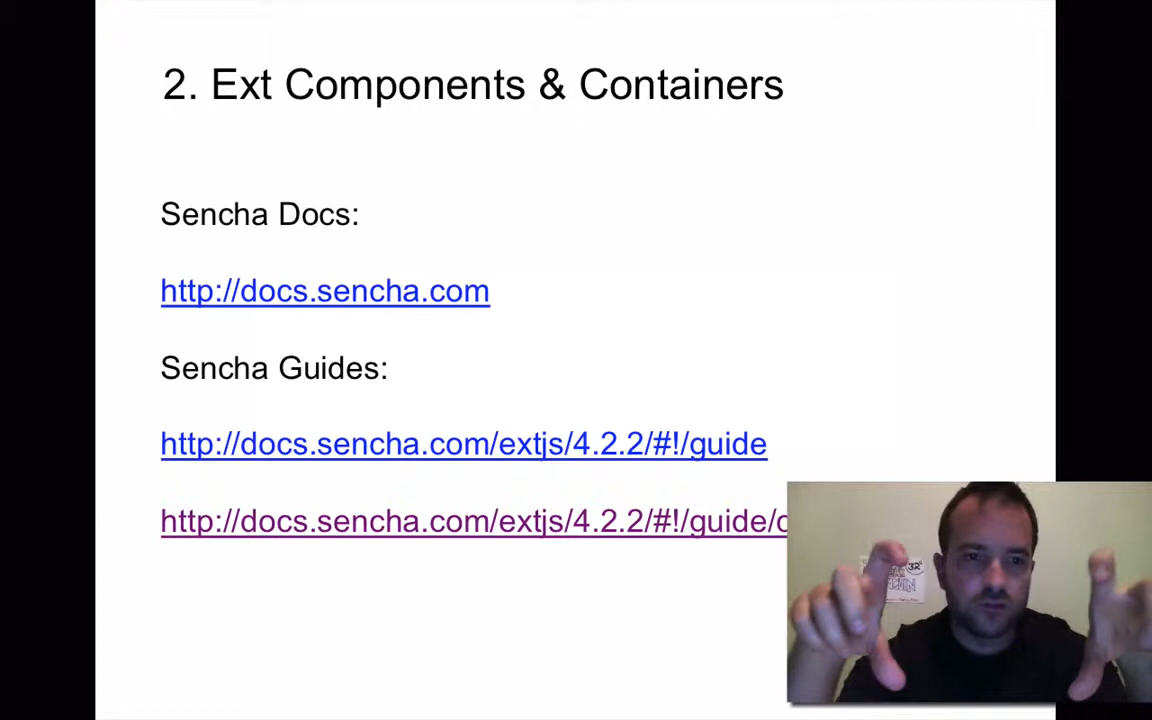 2. Ext Components & Containers
Sencha Docs:
http://docs.sencha.com
Sencha Guides:
http://docs.sencha.com/extjs/4.2.2/#!/guide
http://docs.sencha.com/extjs/4.2.2/#!/guide/
32